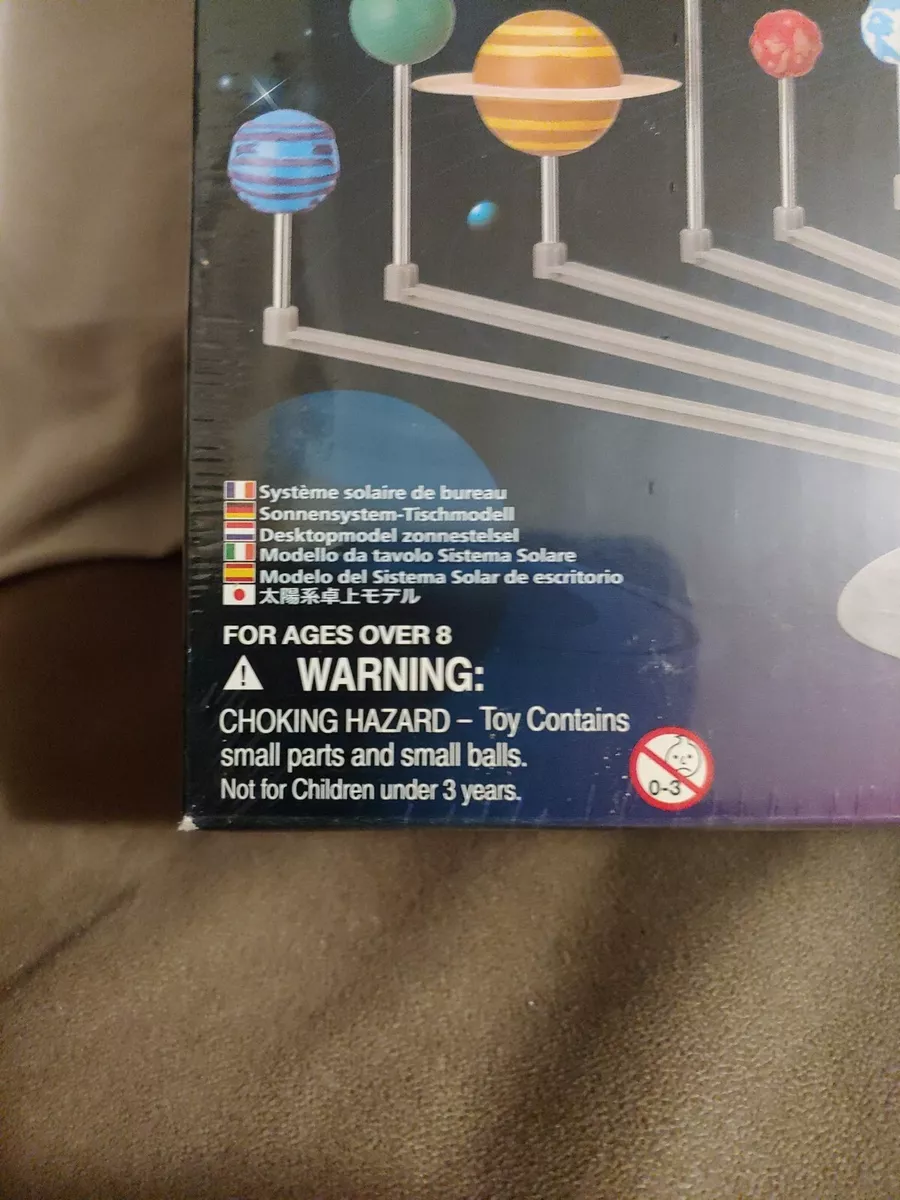 Système solaire de bureau
Sonnensystem-Tischmodell
Desktopmodel zonnestelsel
Modello da tavolo Sistema Solare
Modelo del Sistema Solar de escritorio
太陽系卓上モデル
FOR AGES OVER 8
WARNING:
CHOKING HAZARD – Toy Contains
small parts and small balls.
Not for Children under 3 years.
0-3